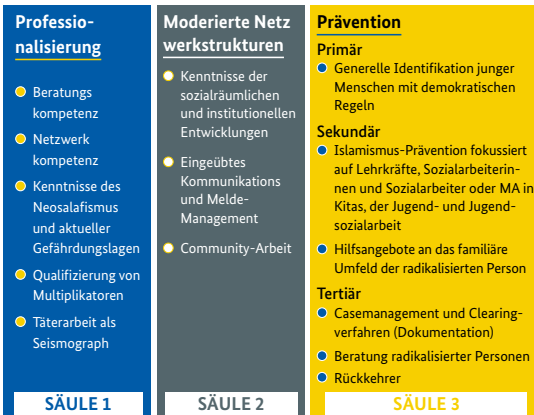 Professio-
nalisierung
Beratungs
kompetenz
Netzwerk
kompetenz
Kenntnisse des
Neosalafismus
und aktueller
Gefährdungslagen
Qualifizierung von
Multiplikatoren
Täterarbeit als
Seismograph
SÄULE 1
Moderierte Netz
werkstrukturen
Kenntnisse der
sozialräumlichen
und institutionellen
Entwicklungen
Eingeübtes
Kommunikations
und Melde-
Management
Community-Arbeit
SÄULE 2
Prävention
Primär
Generelle Identifikation junger
Menschen mit demokratischen
Regeln
Sekundär
Islamismus-Prävention fokussiert
auf Lehrkräfte, Sozialarbeiterin-
nen und Sozialarbeiter oder MA in
Kitas, der Jugend- und Jugend-
sozialarbeit
Hilfsangebote an das familiäre
Umfeld der radikalisierten Person
Tertiär
Casemanagement und Clearing-
verfahren (Dokumentation)
Beratung radikalisierter Personen
Rückkehrer
SÄULE 3